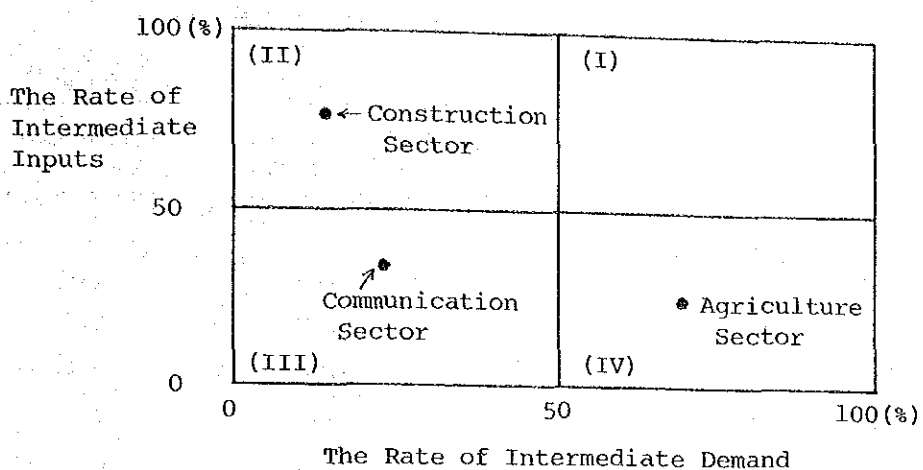 100 (%)
(II)
(I)
The Rate of
Intermediate
Inputs
←Construction
Sector
50
Communication
Sector
Agriculture
Sector
(III)
(IV)
0
0
50
100 (%)
The Rate of Intermediate Demand